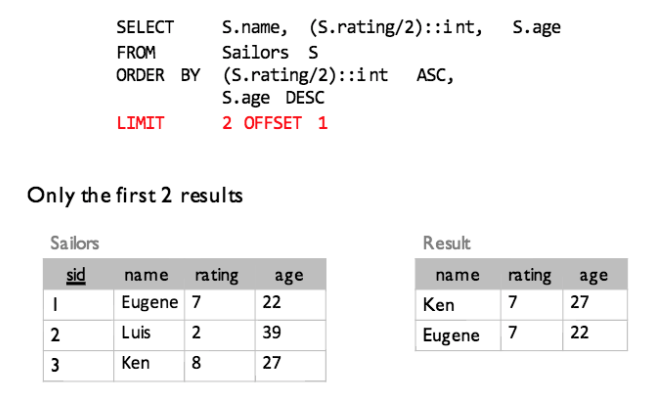 SELECT S.name, (S.rating/2)::int, S.age
FROM Sailors S
ORDER BY (S.rating/2)::int ASC,
S.age DESC
LIMIT 2 OFFSET 1
Only the first 2 results
Sailors
sid name rating age
1 Eugene 7 22
2 Luis 2 39
3 Ken 8 27
Result
name rating age
Ken 7 27
Eugene 7 22